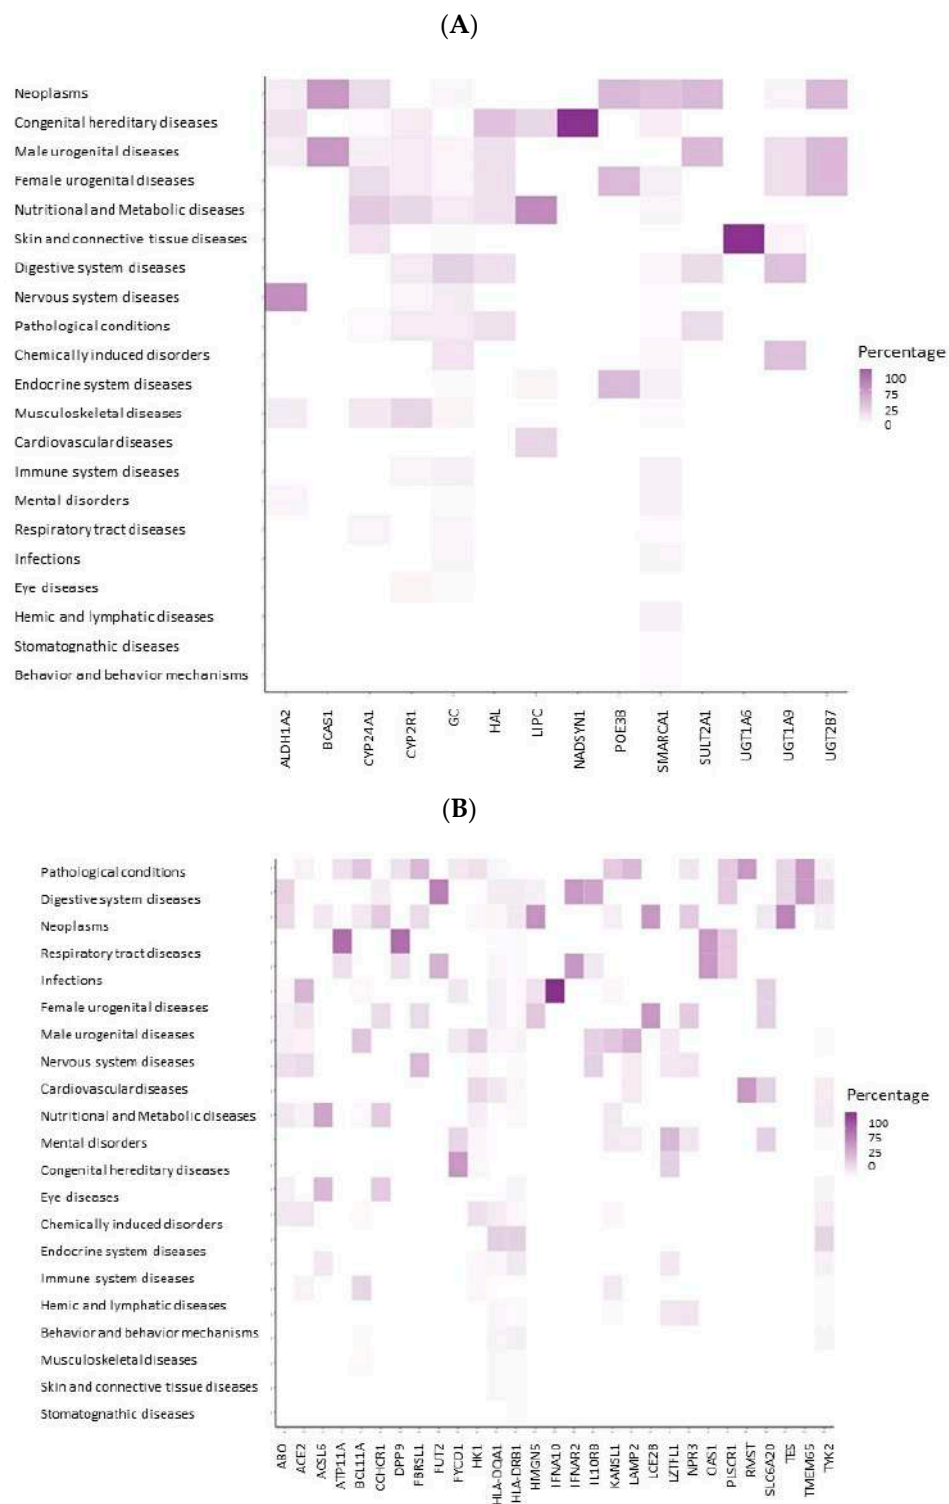 (A)
Neoplasms
Congenital hereditary diseases
Male urogenital diseases
Female urogenital diseases
Nutritional and Metabolic diseases
Skin and connective tissue diseases
Digestive system diseases
Nervous system diseases
Pathological conditions
Chemically induced disorders
Endocrine system diseases
Musculoskeletal diseases
Cardiovascular diseases
Immune system diseases
Mental disorders
Respiratory tract diseases
Infections
Eye diseases
Hemic and lymphatic diseases
Stomatognathic diseases
Behavior and behavior mechanisms
Percentage
100
75
25
0
ALDH1A2
BCAS1
CYP24A1
CYP2R1
GC
HAL
LIPC
NADSYN1
PDE3B
SMARCA1
SULT2A1
UGT1A6
UGT1A9
UGT2B7
(B)
Pathological conditions
Digestive system diseases
Neoplasms
Respiratory tract diseases
Infections
Female urogenital diseases
Male urogenital diseases
Nervous system diseases
Cardiovascular diseases
Nutritional and Metabolic diseases
Mental disorders
Congenital hereditary diseases
Eye diseases
Chemically induced disorders
Endocrine system diseases
Immune system diseases
Hemic and lymphatic diseases
Behavior and behavior mechanisms
Musculoskeletal diseases
Skin and connective tissue diseases
Stomatognathic diseases
Percentage
100
75
25
0
ABO
ACE2
ACSL6
ATP11A
BCL11A
CCHCR1
DPP9
FBRSL1
FUT2
FYCO1
HK1
HLA-DQA1
HLA-DRB1
HMGN5
IFNA10
IFNAR2
IL10RB
KANSL1
LAMP2
LCE2B
LZTFL1
NPR3
OAS1
PLSCR1
RMST
SLC6A20
TES
TMEM65
TYK2